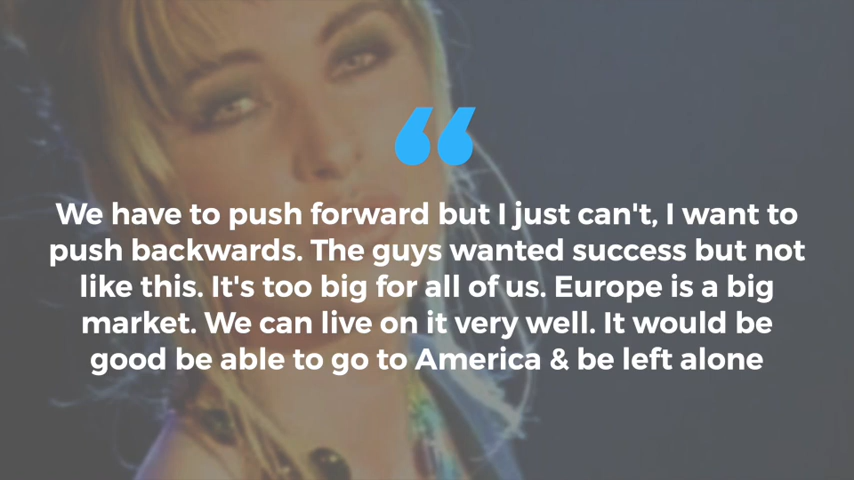 “
We have to push forward but I just can't, I want to
push backwards. The guys wanted success but not
like this. It's too big for all of us. Europe is a big
market. We can live on it very well. It would be
good be able to go to America & be left alone